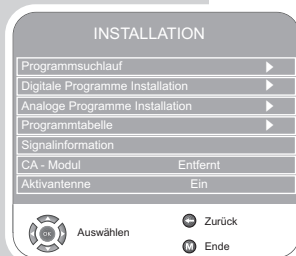 INSTALLATION
Programmsuchlauf
Digitale Programme Installation
Analoge Programme Installation
Programmtabelle
Signalinformation
CA - Modul Entfernt
Aktivantenne Ein
OK Auswählen
Zurück
M Ende